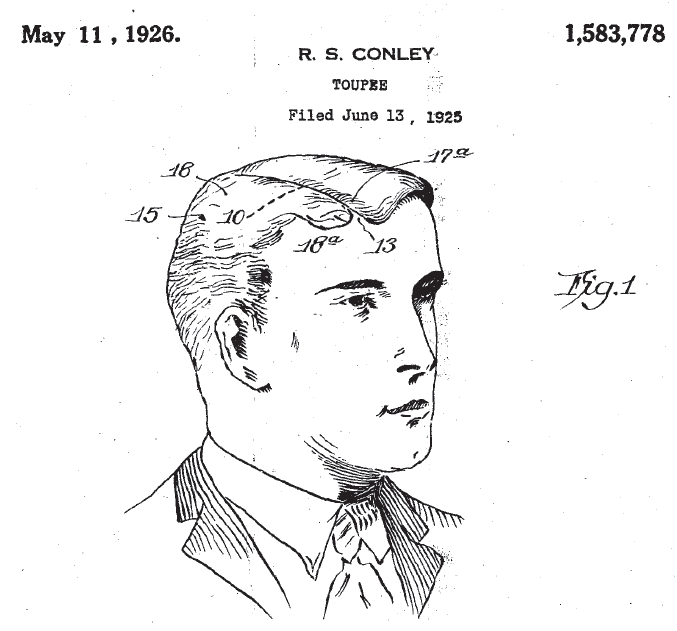 May 11, 1926.
1,583,778
R. S. CONLEY
TOUPEE
Filed June 13, 1925
17a
18
15
10
18a
13
Fig.1